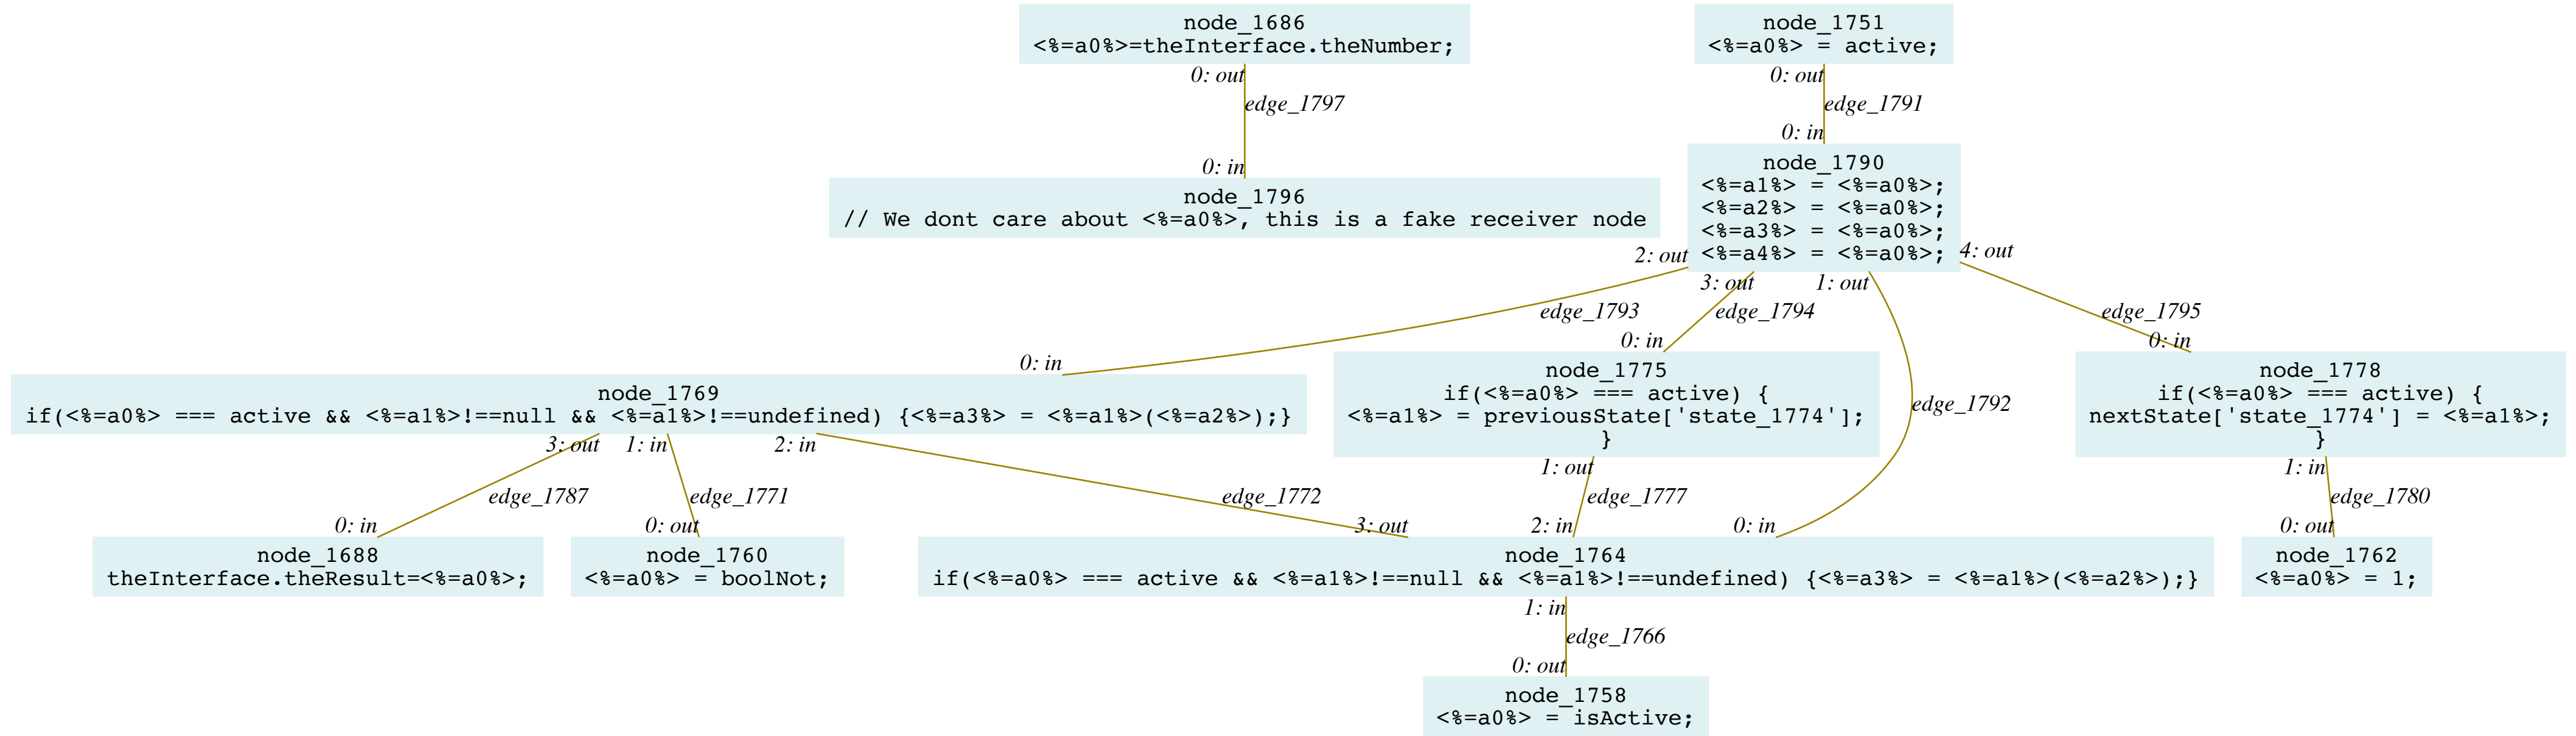 node_1686
<%=a0%>=theInterface.theNumber;
node_1751
<%=a0%> = active;
0: out
0: out
edge_1797
edge_1791
0: in
0: in
node_1796
// We dont care about <%=a0%>, this is a fake receiver node
node_1790
<%=a1%> = <%=a0%>;
<%=a2%> = <%=a0%>;
<%=a3%> = <%=a0%>;
<%=a4%> = <%=a0%>;
2: out
3: out
1: out
4: out
edge_1793
edge_1794
edge_1795
0: in
0: in
0: in
edge_1792
node_1769
if(<%=a0%> === active && <%=a1%>!==null && <%=a1%>!==undefined) {<%=a3%> = <%=a1%>(<%=a2%>);}
node_1775
if(<%=a0%> === active) {
<%=a1%> = previousState['state_1774'];
}
node_1778
if(<%=a0%> === active) {
nextState['state_1774'] = <%=a1%>;
}
3: out
1: in
2: in
1: out
1: in
edge_1787
edge_1771
edge_1772
edge_1777
edge_1780
0: in
0: out
3: out
2: in
0: in
0: out
node_1688
theInterface.theResult=<%=a0%>;
node_1760
<%=a0%> = boolNot;
node_1764
if(<%=a0%> === active && <%=a1%>!==null && <%=a1%>!==undefined) {<%=a3%> = <%=a1%>(<%=a2%>);}
node_1762
<%=a0%> = 1;
1: in
edge_1766
0: out
node_1758
<%=a0%> = isActive;